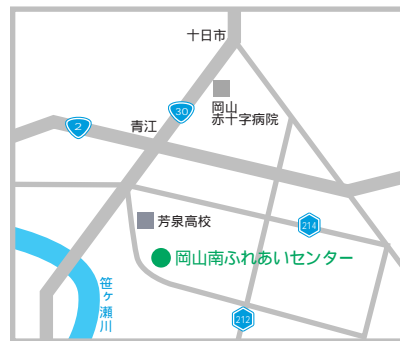 十日市
30
岡山
赤十字病院
2
青江
芳泉高校
214
岡山南ふれあいセンター
笹ヶ瀬川
212